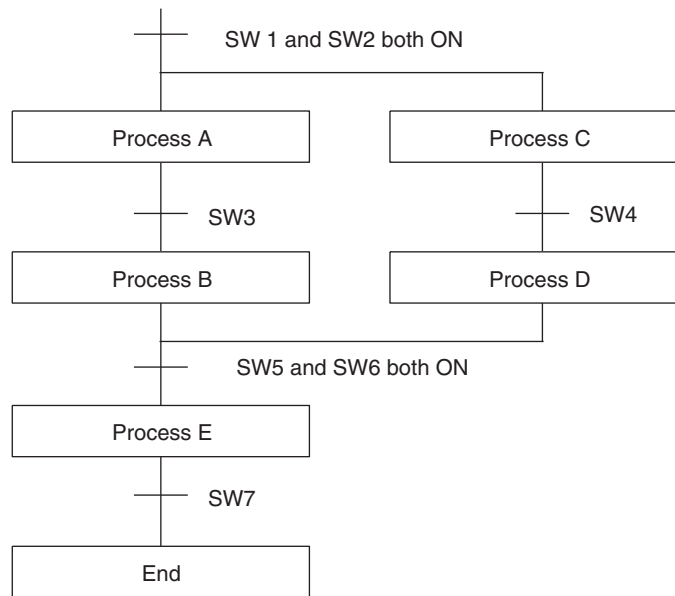 SW 1 and SW2 both ON
Process A
Process C
SW3
SW4
Process B
Process D
SW5 and SW6 both ON
Process E
SW7
End